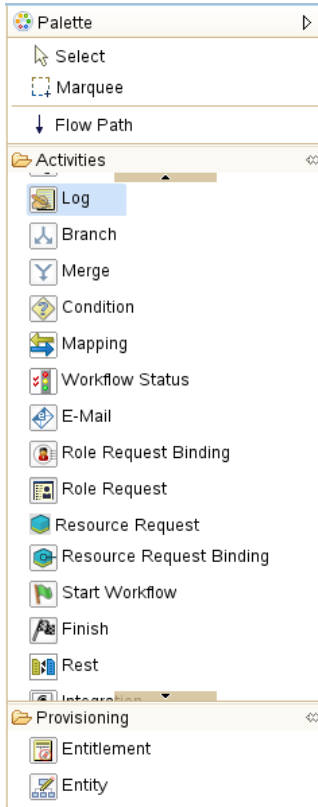 Palette
Select
Marquee
Flow Path
Activities
Log
Branch
Merge
Condition
Mapping
Workflow Status
E-Mail
Role Request Binding
Role Request
Resource Request
Resource Request Binding
Start Workflow
Finish
Rest
Integration
Provisioning
Entitlement
Entity